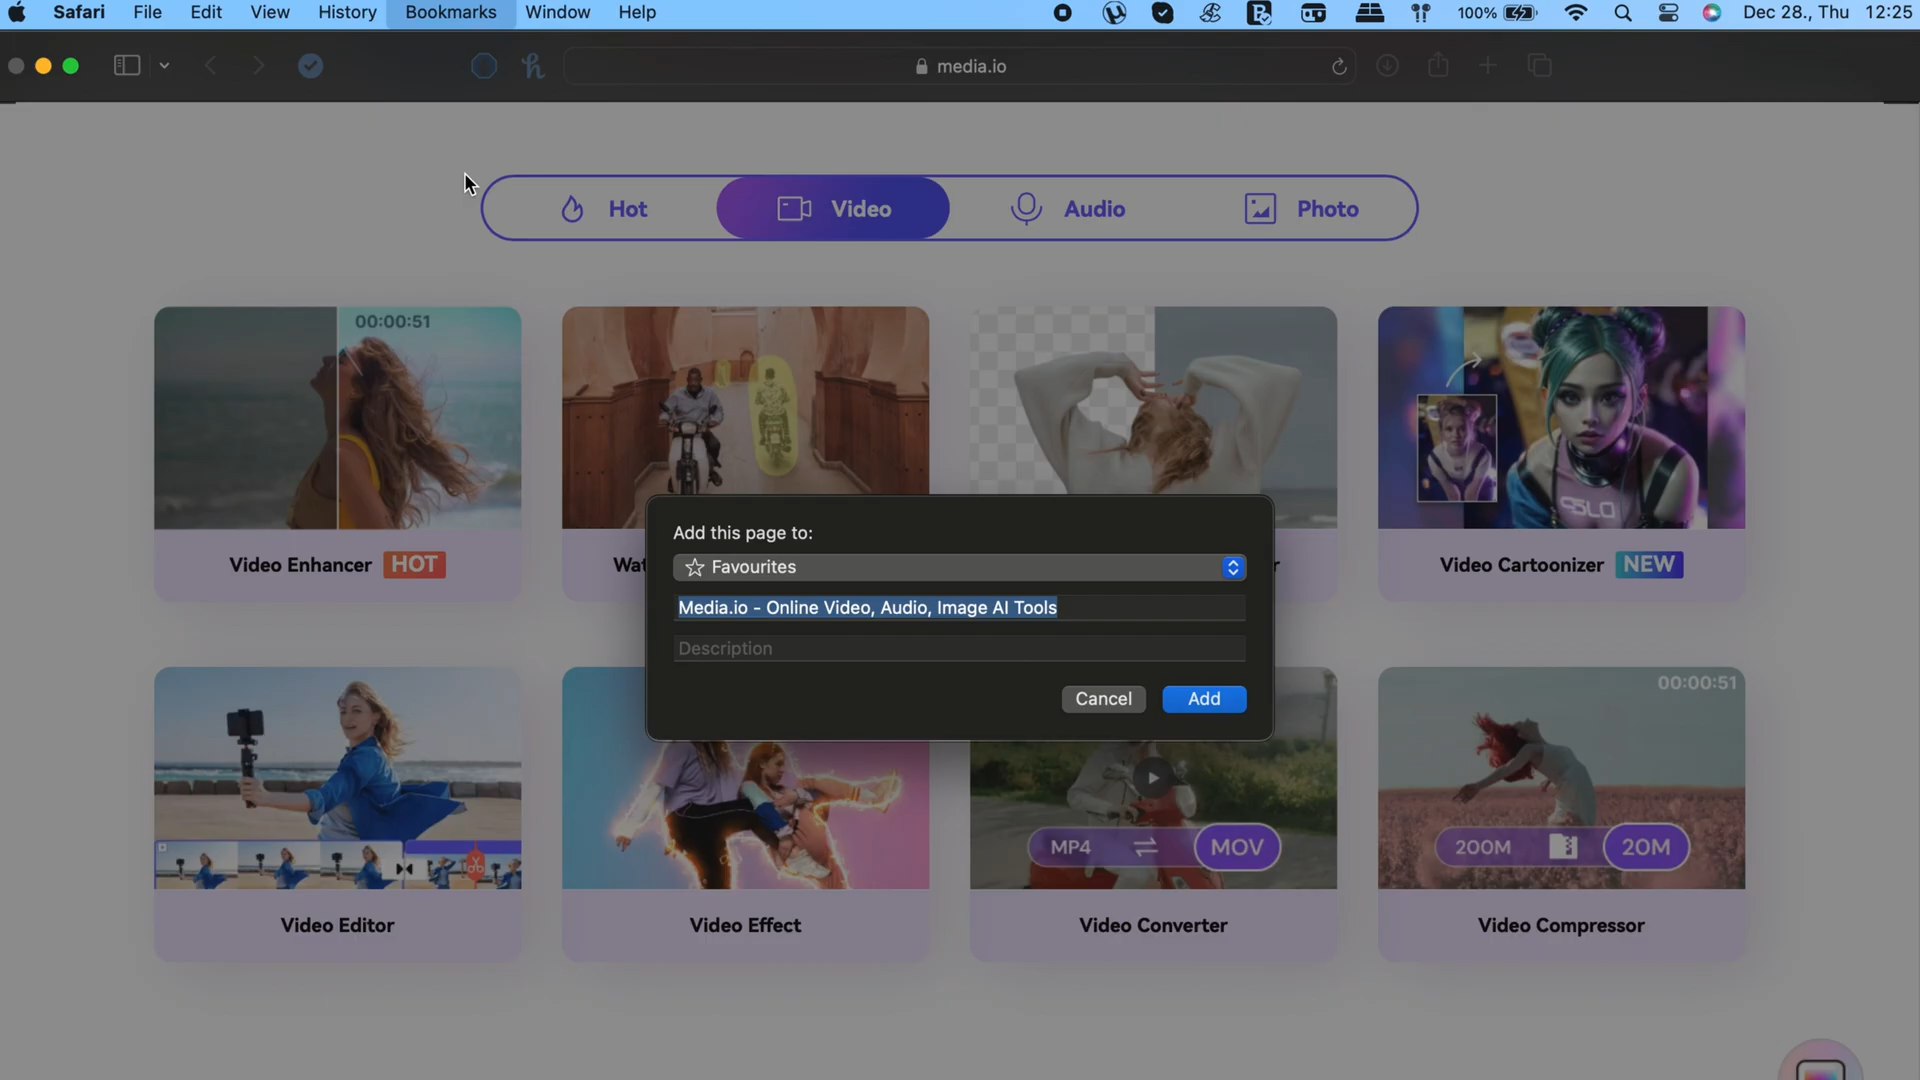 Safari File Edit View History Bookmarks Window Help 100% Dec 28., Thu 12:25
media.io
Hot Video Audio Photo
00:00:51
Video Enhancer HOT
Video Cartoonizer NEW
Add this page to:
Favourites
Media.io - Online Video, Audio, Image AI Tools
Description
Cancel Add
00:00:51
MP4 MOV
200M 20M
Video Editor
Video Effect
Video Converter
Video Compressor